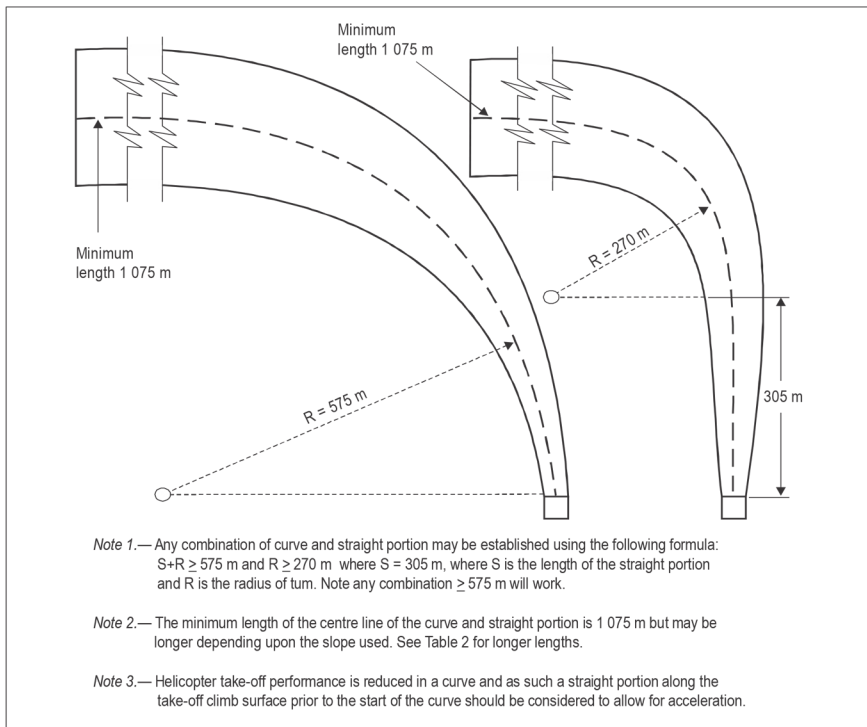 Minimum
length 1 075 m
Minimum
length 1 075 m
R = 270 m
305 m
R = 575 m
Note 1.— Any combination of curve and straight portion may be established using the following formula:
S+R ≥ 575 m and R ≥ 270 m where S = 305 m, where S is the length of the straight portion
and R is the radius of tum. Note any combination ≥ 575 m will work.
Note 2.— The minimum length of the centre line of the curve and straight portion is 1 075 m but may be
longer depending upon the slope used. See Table 2 for longer lengths.
Note 3.— Helicopter take-off performance is reduced in a curve and as such a straight portion along the
take-off climb surface prior to the start of the curve should be considered to allow for acceleration.